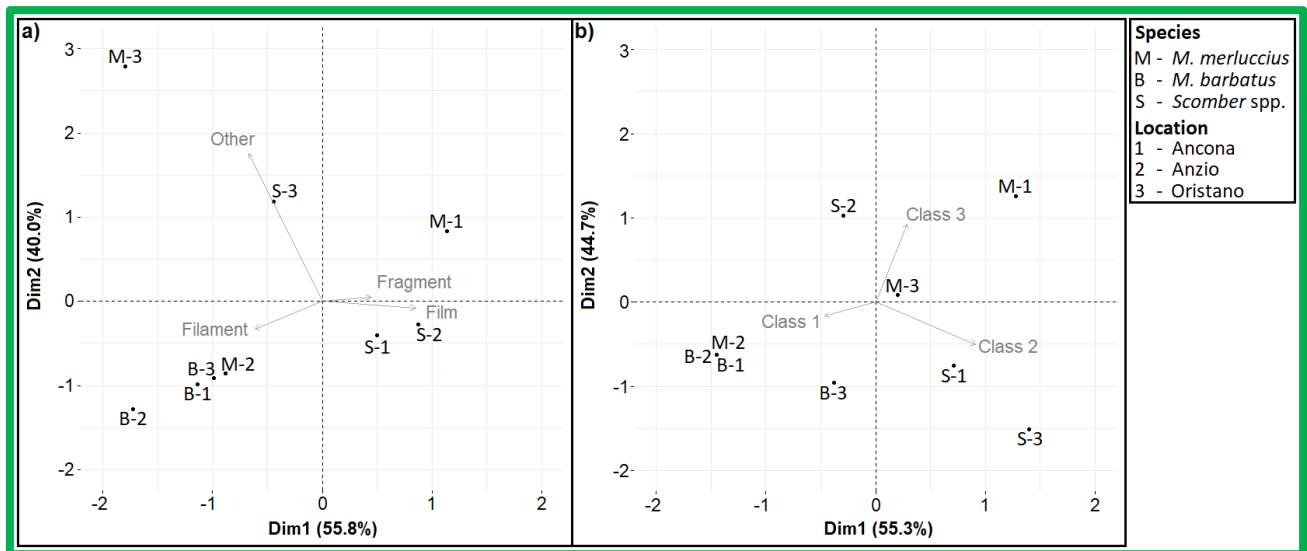 a)
3
2
1
0
-1
-2
Dim2 (40.0%)
M-3
Other
S-3
M-1
Fragment
Film
Filament
S-2
S-1
B-3 M-2
B-1
B-2
-2 -1 0 1 2
Dim1 (55.8%)
b)
3
2
1
0
-1
-2
Dim2 (44.7%)
M-1
S-2
Class 3
M-3
Class 1
Class 2
M-2
B-2
B-1
B-3
S-1
S-3
-2 -1 0 1 2
Dim1 (55.3%)
Species
M - M. merluccius
B - M. barbatus
S - Scomber spp.
Location
1 - Ancona
2 - Anzio
3 - Oristano